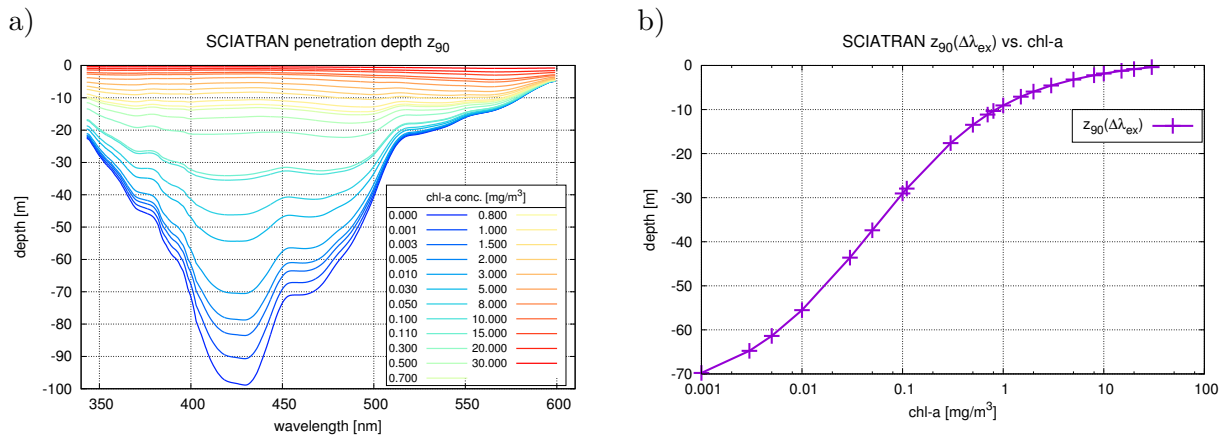 a)
SCIATRAN penetration depth z90
depth [m]
0
-10
-20
-30
-40
-50
-60
-70
-80
-90
-100
350 400 450 500 550 600
wavelength [nm]
chl-a conc. [mg/m³]
0.000 0.800
0.001 1.000
0.003 1.500
0.005 2.000
0.010 3.000
0.030 5.000
0.050 8.000
0.100 10.000
0.110 15.000
0.300 20.000
0.500 30.000
0.700
b)
SCIATRAN z90(Δλex) vs. chl-a
depth [m]
0
-10
-20
-30
-40
-50
-60
-70
0.001 0.01 0.1 1 10 100
chl-a [mg/m³]
z90(Δλex)